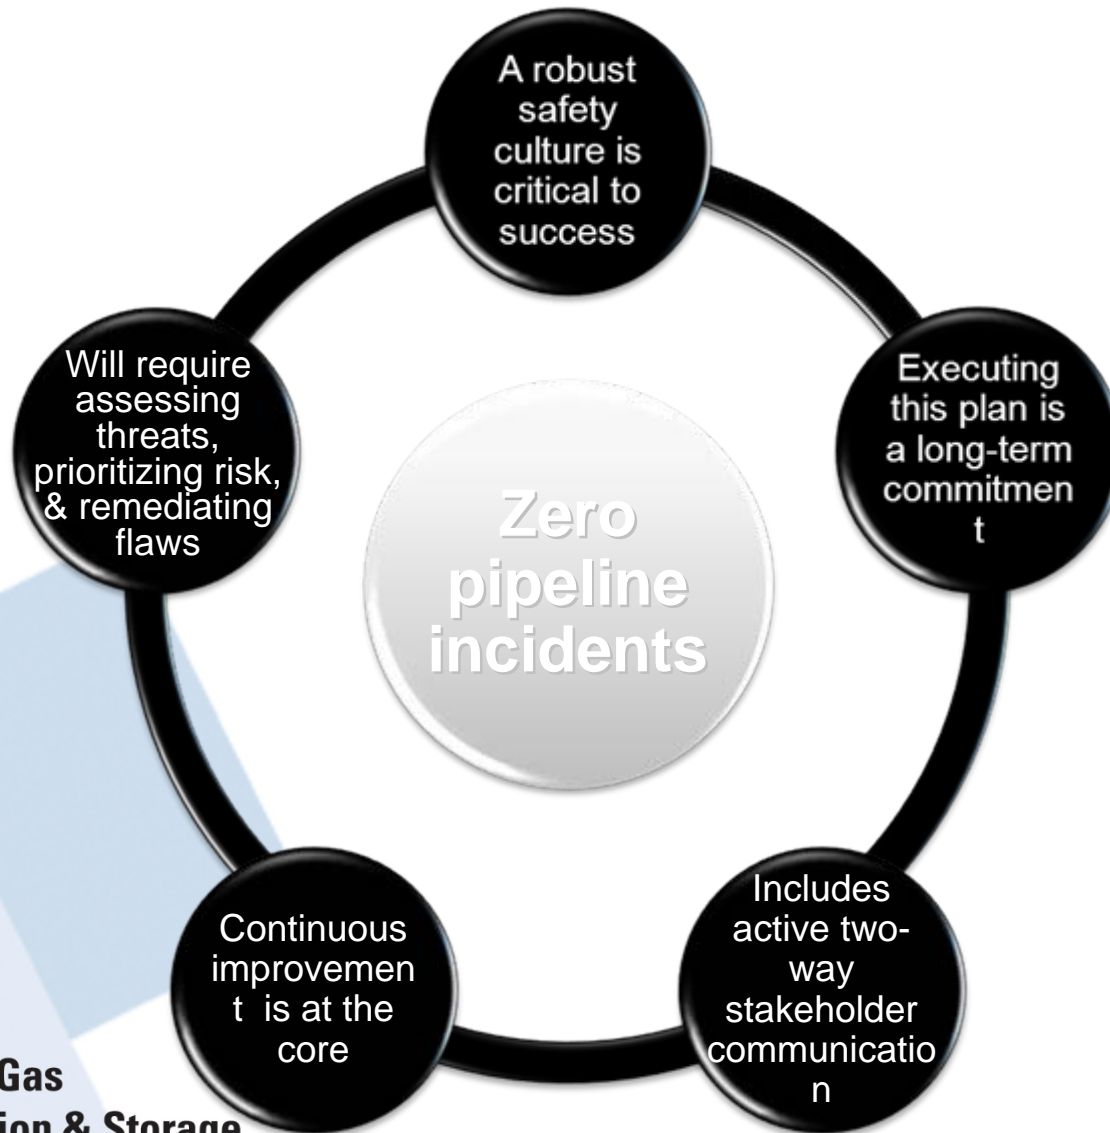 A robust
safety
culture is
critical to
success
Executing
this plan is
a long-term
commitmen
t
Includes
active two-
way
stakeholder
communicatio
n
Continuous
improvemen
t  is at the
core
Will require
assessing
threats,
prioritizing risk,
& remediating
flaws
Zero
pipeline
incidents
Gas
& Storage